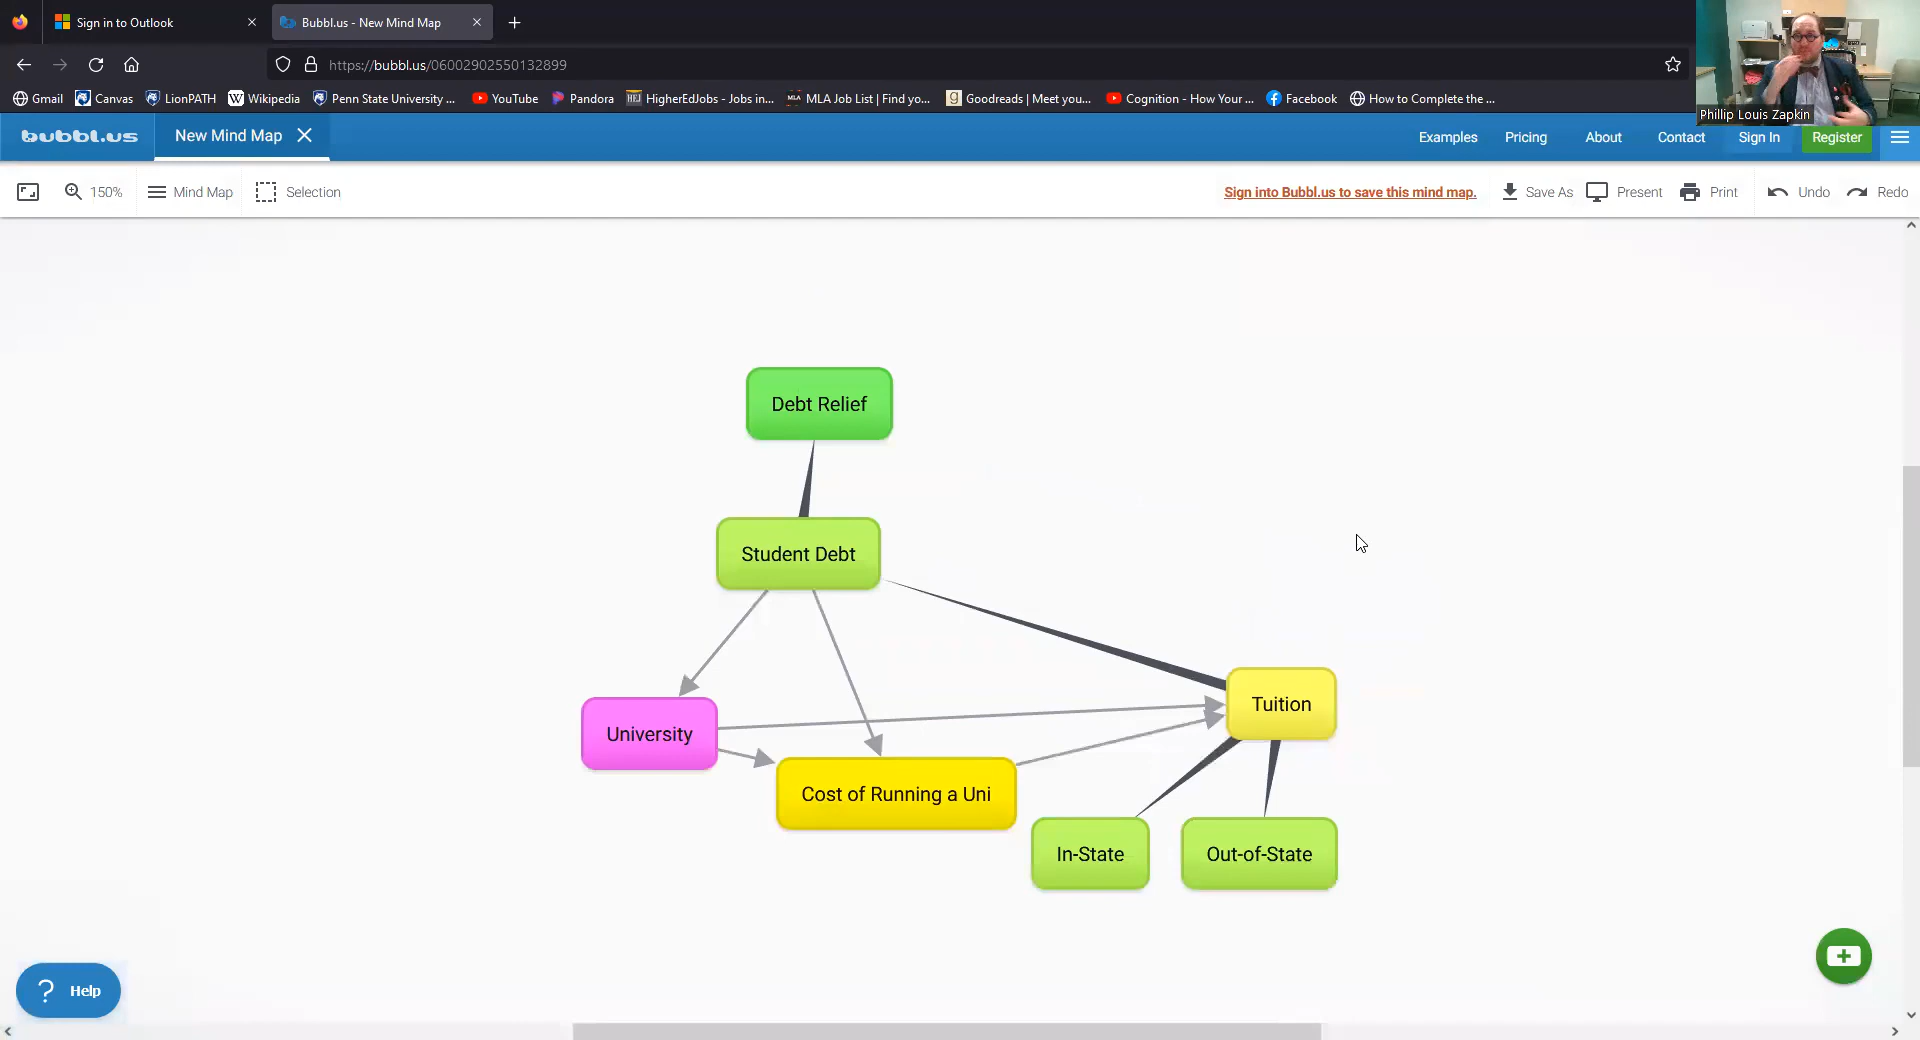 Sign in to Outlook
Bubbl.us - New Mind Map
https://bubbl.us/06002902550132899
Gmail
Canvas
LionPATH
Wikipedia
Penn State University ...
YouTube
Pandora
HigherEdJobs - Jobs in...
MLA Job List | Find yo...
Goodreads | Meet you...
Cognition - How Your ...
Facebook
How to Complete the ...
Phillip Louis Zapkin
bubbl.us
New Mind Map
Examples
Pricing
About
Contact
Sign In
Register
150%
Mind Map
Selection
Sign into Bubbl.us to save this mind map.
Save As
Present
Print
Undo
Redo
Debt Relief
Student Debt
Tuition
University
Cost of Running a Uni
In-State
Out-of-State
? Help